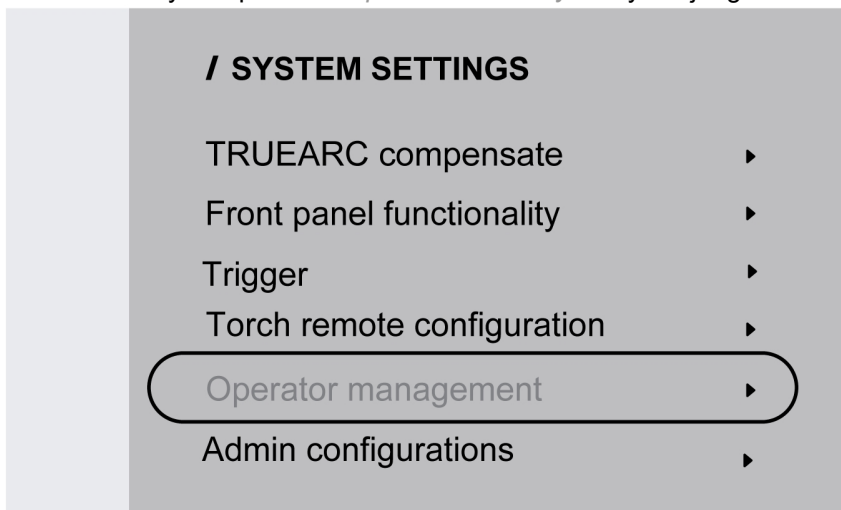 / SYSTEM SETTINGS
TRUEARC compensate
Front panel functionality
Trigger
Torch remote configuration
Operator management
Admin configurations